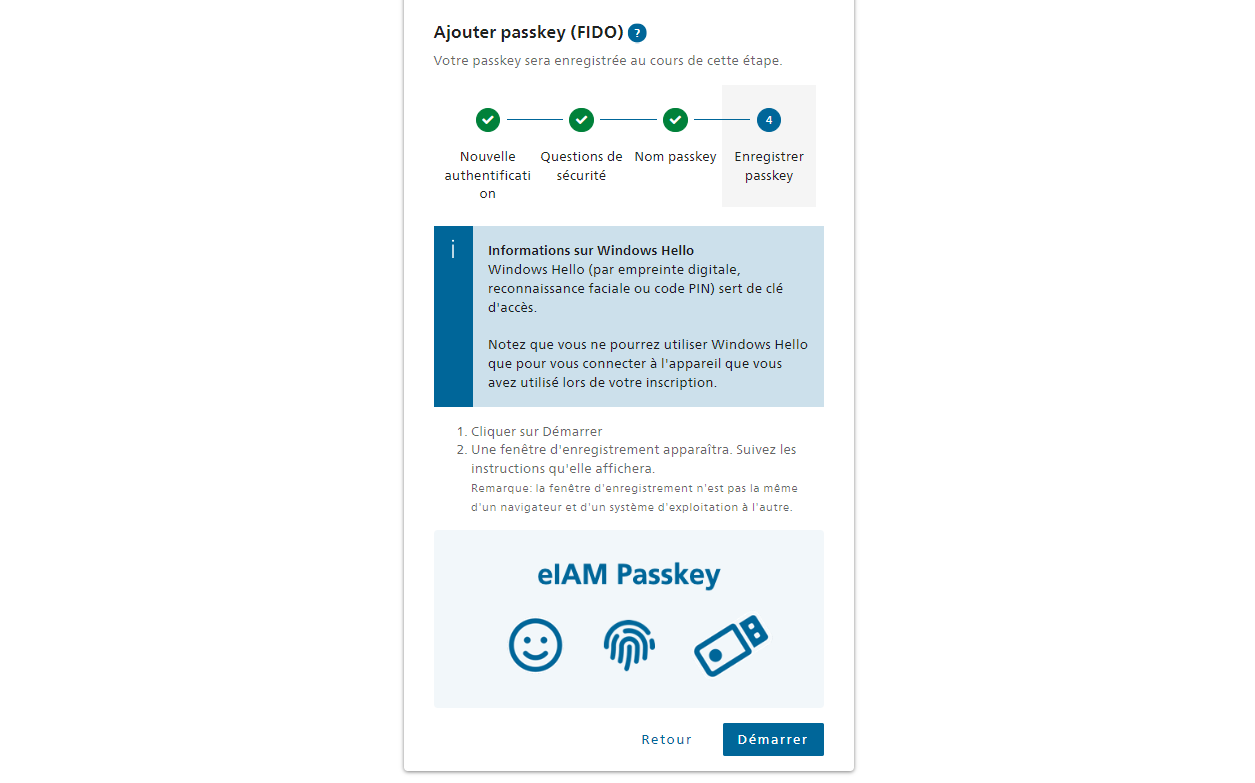 Ajouter passkey (FIDO) ?
Votre passkey sera enregistrée au cours de cette étape.
4
Nouvelle
authentificati
on
Questions de
sécurité
Nom passkey
Enregistrer
passkey
i
Informations sur Windows Hello
Windows Hello (par empreinte digitale,
reconnaissance faciale ou code PIN) sert de clé
d'accès.
Notez que vous ne pourrez utiliser Windows Hello
que pour vous connecter à l'appareil que vous
avez utilisé lors de votre inscription.
1. Cliquer sur Démarrer
2. Une fenêtre d'enregistrement apparaîtra. Suivez les
instructions qu'elle affichera.
Remarque: la fenêtre d'enregistrement n'est pas la même
d'un navigateur et d'un système d'exploitation à l'autre.
eIAM Passkey
Retour
Démarrer